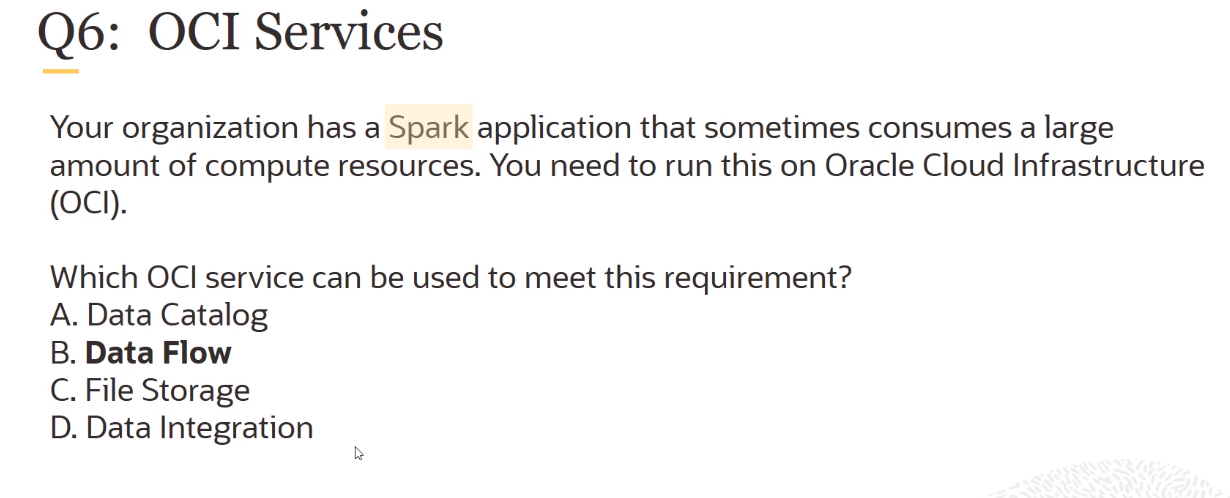 Q6: OCI Services
Your organization has a Spark application that sometimes consumes a large
amount of compute resources. You need to run this on Oracle Cloud Infrastructure
(OCI).
Which OCI service can be used to meet this requirement?
A. Data Catalog
B. Data Flow
C. File Storage
D. Data Integration